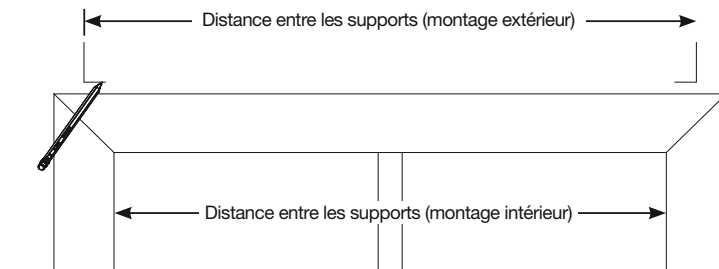 Distance entre les supports (montage extérieur)
Distance entre les supports (montage intérieur)